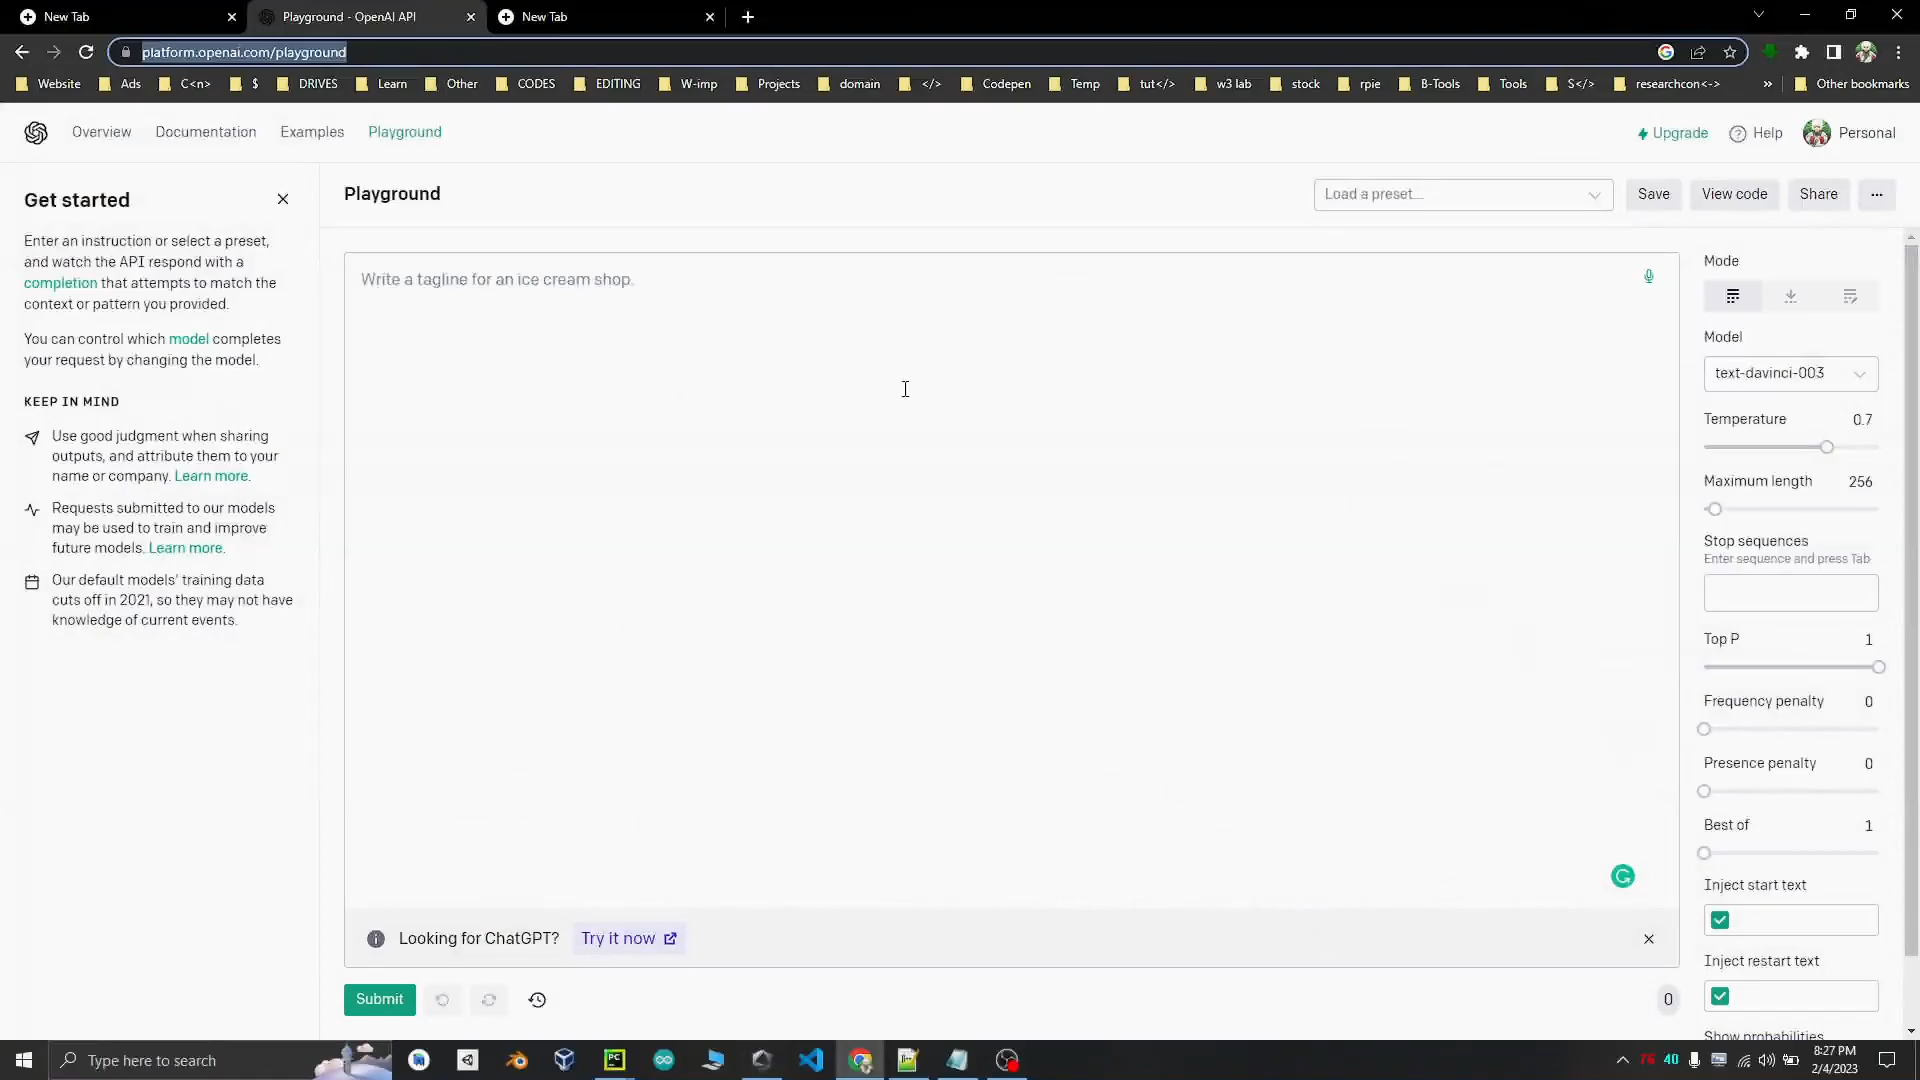 New Tab
Playground - OpenAI API
New Tab
platform.openai.com/playground
Website
Ads
C<n>
$
DRIVES
Learn
Other
CODES
EDITING
W-imp
Projects
domain
</>
Codepen
Temp
tut</>
w3 lab
stock
rpie
B-Tools
Tools
S</>
researchcon<->
»
Other bookmarks
Overview
Documentation
Examples
Playground
Upgrade
Help
Personal
Get started
Enter an instruction or select a preset,
and watch the API respond with a
completion that attempts to match the
context or pattern you provided.
You can control which model completes
your request by changing the model.
KEEP IN MIND
Use good judgment when sharing
outputs, and attribute them to your
name or company. Learn more.
Requests submitted to our models
may be used to train and improve
future models. Learn more.
Our default models' training data
cuts off in 2021, so they may not have
knowledge of current events.
Playground
Load a preset...
Save
View code
Share
...
Write a tagline for an ice cream shop.
Looking for ChatGPT?
Try it now
Submit
0
Mode
Model
text-davinci-003
Temperature 0.7
Maximum length 256
Stop sequences
Enter sequence and press Tab
Top P 1
Frequency penalty 0
Presence penalty 0
Best of 1
Inject start text
Inject restart text
Show probabilities
Type here to search
PC
40
8:27 PM
2/4/2023